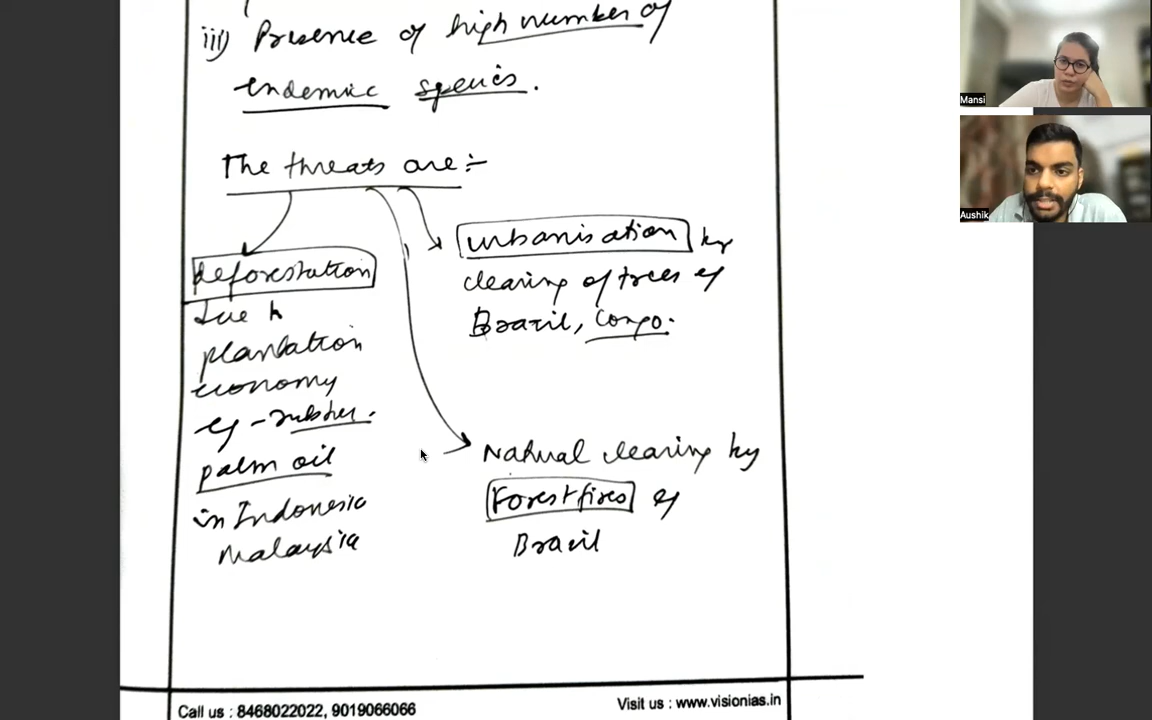 iii) Presence of high number of
endemic species.
The threats are :-
deforestation
due to
plantation
economy
eg - rubber.
palm oil
in Indonesia
Malaysia
urbanisation by
clearing of trees eg
Brazil, Congo.
Natural clearing by
Forest fires eg
Brazil
Call us : 8468022022, 9019066066
Visit us : www.visionias.in
Mansi
Aushik